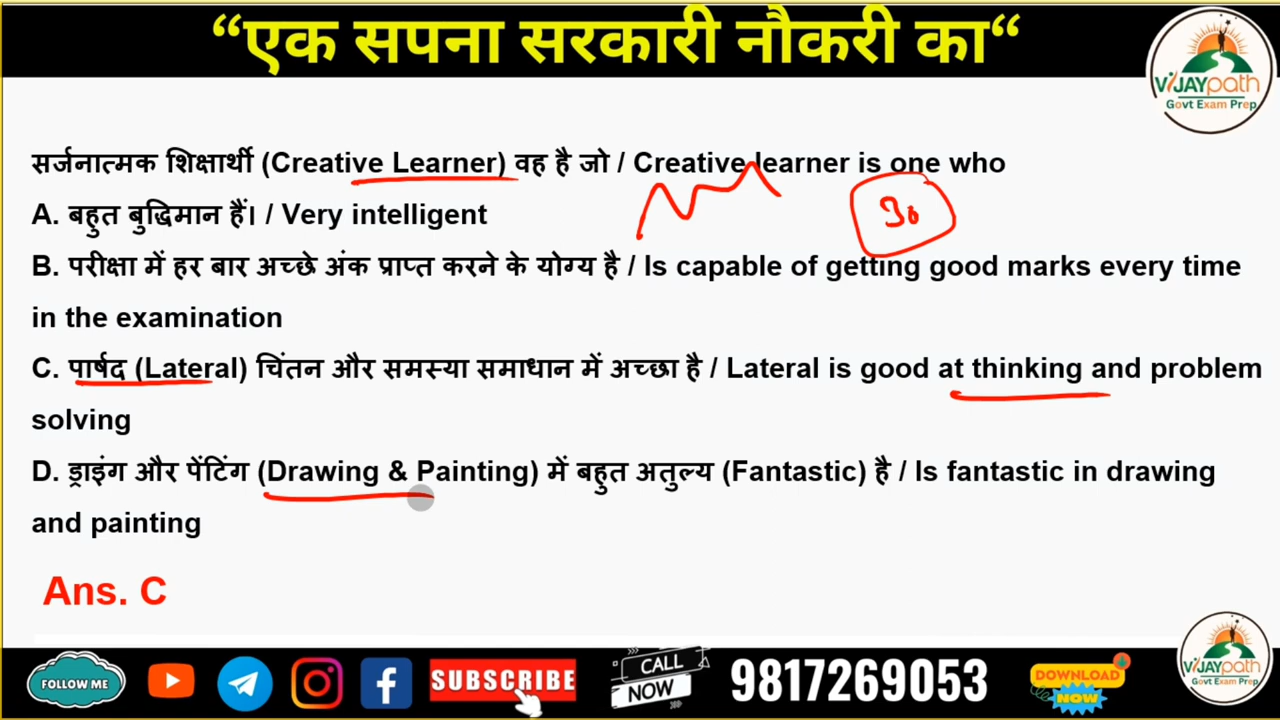 “एक सपना सरकारी नौकरी का“
VIJAYpath
Govt Exam Prep
सर्जनात्मक शिक्षार्थी (Creative Learner) वह है जो / Creative learner is one who
A. बहुत बुद्धिमान हैं। / Very intelligent
30
B. परीक्षा में हर बार अच्छे अंक प्राप्त करने के योग्य है / Is capable of getting good marks every time
in the examination
C. पार्षद (Lateral) चिंतन और समस्या समाधान में अच्छा है / Lateral is good at thinking and problem
solving
D. ड्राइंग और पेंटिंग (Drawing & Painting) में बहुत अतुल्य (Fantastic) है / Is fantastic in drawing
and painting
Ans. C
FOLLOW ME
SUBSCRIBE
CALL
NOW
9817269053
DOWNLOAD
NOW
VIJAYpath
Govt Exam Prep